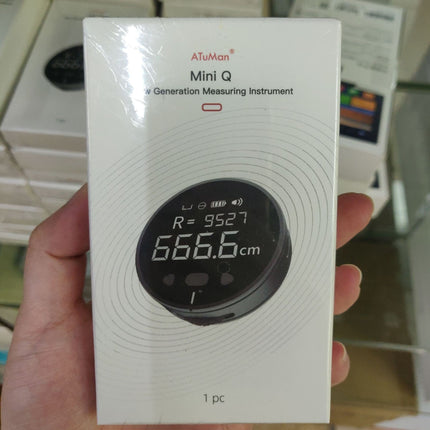 ATuMan®
Mini Q
Generation Measuring Instrument
R = 9527
666.6cm
1 pc